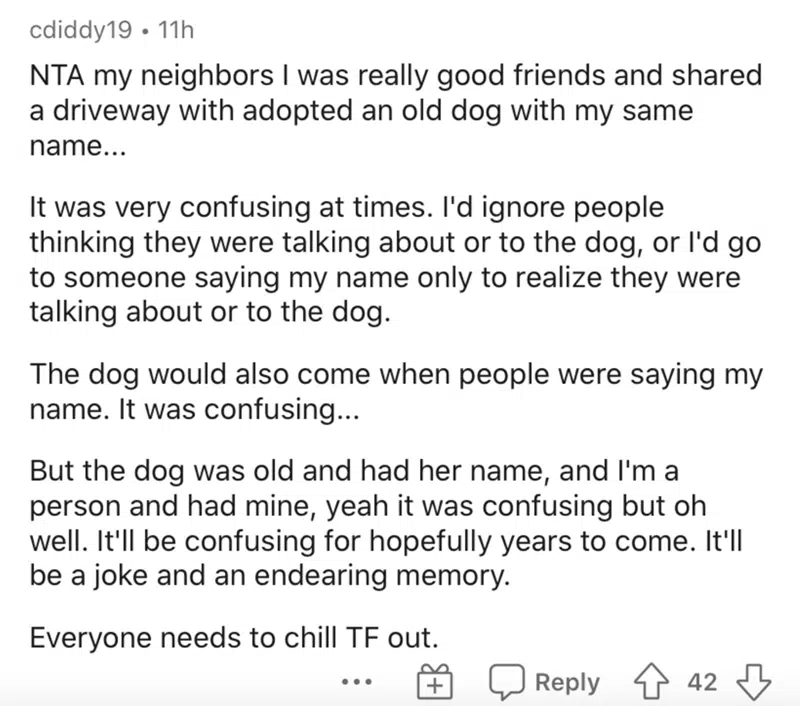 cdiddy19 • 11h
NTA my neighbors I was really good friends and shared
a driveway with adopted an old dog with my same
name...
It was very confusing at times. I'd ignore people
thinking they were talking about or to the dog, or I'd go
to someone saying my name only to realize they were
talking about or to the dog.
The dog would also come when people were saying my
name. It was confusing...
But the dog was old and had her name, and I'm a
person and had mine, yeah it was confusing but oh
well. It'll be confusing for hopefully years to come. It'll
be a joke and an endearing memory.
Everyone needs to chill TF out.
... Reply 42